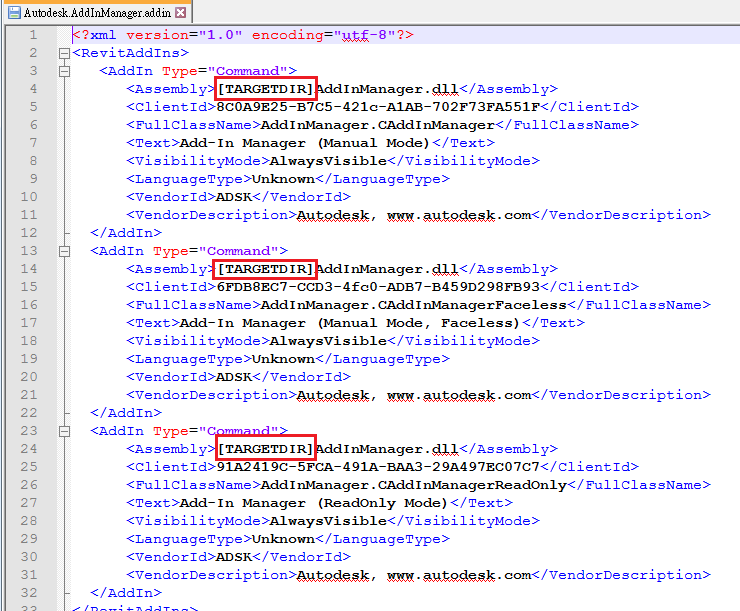 Autodesk.AddInManager.addin
1 <?xml version="1.0" encoding="utf-8"?>
2 <RevitAddIns>
3 <AddIn Type="Command">
4 <Assembly>[TARGETDIR]AddInManager.dll</Assembly>
5 <ClientId>8C0A9E25-B7C5-421c-A1AB-702F73FA551F</ClientId>
6 <FullClassName>AddInManager.CAddInManager</FullClassName>
7 <Text>Add-In Manager (Manual Mode)</Text>
8 <VisibilityMode>AlwaysVisible</VisibilityMode>
9 <LanguageType>Unknown</LanguageType>
10 <VendorId>ADSK</VendorId>
11 <VendorDescription>Autodesk, www.autodesk.com</VendorDescription>
12 </AddIn>
13 <AddIn Type="Command">
14 <Assembly>[TARGETDIR]AddInManager.dll</Assembly>
15 <ClientId>6FDB8EC7-CCD3-4fc0-ADB7-B459D298FB93</ClientId>
16 <FullClassName>AddInManager.CAddInManagerFaceless</FullClassName>
17 <Text>Add-In Manager (Manual Mode, Faceless)</Text>
18 <VisibilityMode>AlwaysVisible</VisibilityMode>
19 <LanguageType>Unknown</LanguageType>
20 <VendorId>ADSK</VendorId>
21 <VendorDescription>Autodesk, www.autodesk.com</VendorDescription>
22 </AddIn>
23 <AddIn Type="Command">
24 <Assembly>[TARGETDIR]AddInManager.dll</Assembly>
25 <ClientId>91A2419C-5FCA-491A-BAA3-29A497EC07C7</ClientId>
26 <FullClassName>AddInManager.CAddInManagerReadOnly</FullClassName>
27 <Text>Add-In Manager (ReadOnly Mode)</Text>
28 <VisibilityMode>AlwaysVisible</VisibilityMode>
29 <LanguageType>Unknown</LanguageType>
30 <VendorId>ADSK</VendorId>
31 <VendorDescription>Autodesk, www.autodesk.com</VendorDescription>
32 </AddIn>
33 </RevitAddIns>